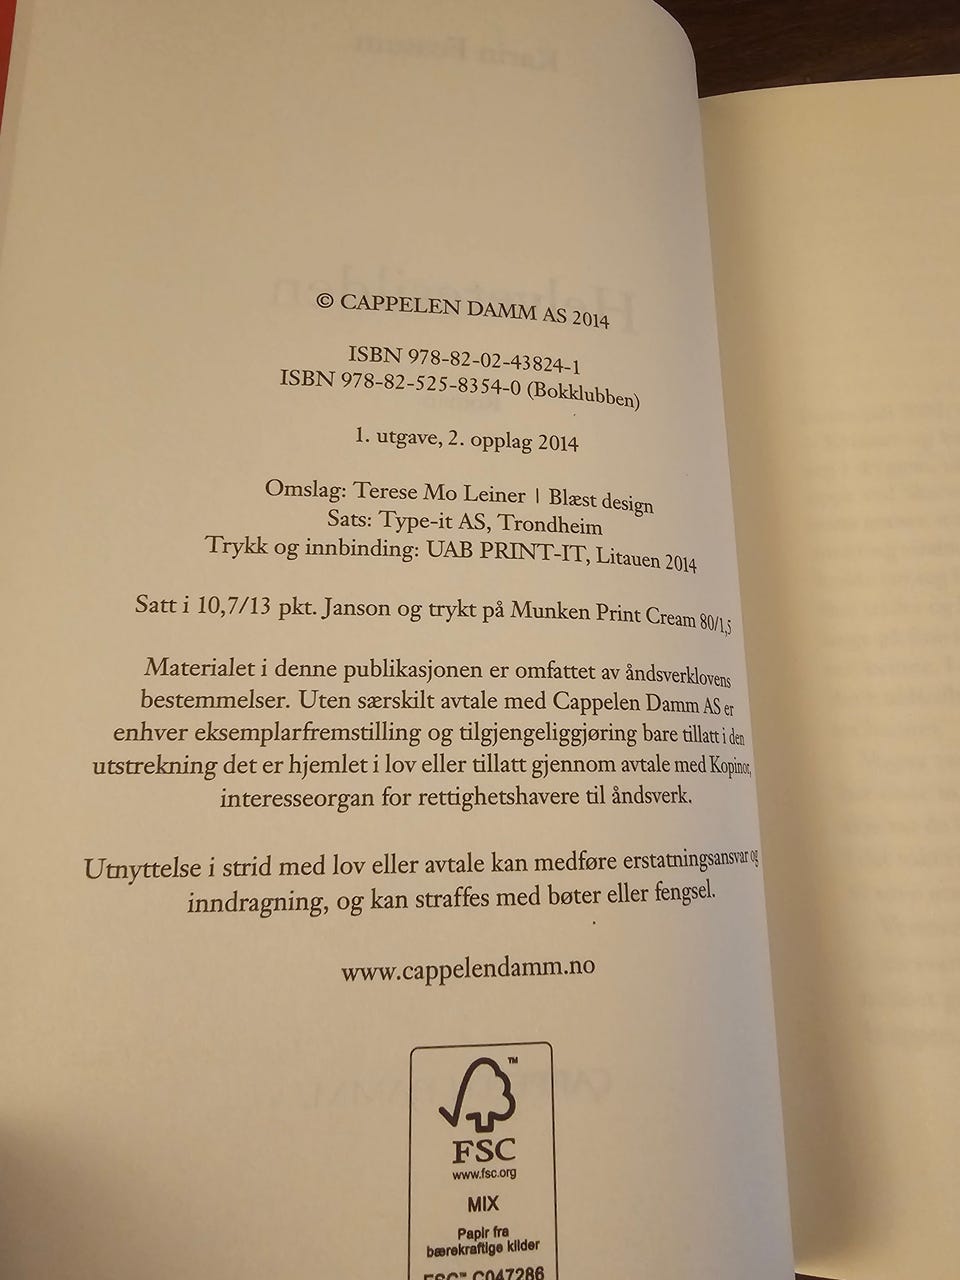 © CAPPELEN DAMM AS 2014
ISBN 978-82-02-43824-1
ISBN 978-82-525-8354-0 (Bokklubben)
1. utgave, 2. opplag 2014
Omslag: Terese Mo Leiner | Blæst design
Sats: Type-it AS, Trondheim
Trykk og innbinding: UAB PRINT-IT, Litauen 2014
Satt i 10,7/13 pkt. Janson og trykt på Munken Print Cream 80/1,5
Materialet i denne publikasjonen er omfattet av åndsverklovens
bestemmelser. Uten særskilt avtale med Cappelen Damm AS er
enhver eksemplarfremstilling og tilgjengeliggjøring bare tillatt i den
utstrekning det er hjemlet i lov eller tillatt gjennom avtale med Kopinor,
interesseorgan for rettighetshavere til åndsverk.
Utnyttelse i strid med lov eller avtale kan medføre erstatningsansvar og
inndragning, og kan straffes med bøter eller fengsel.
www.cappelendamm.no
™
FSC
www.fsc.org
MIX
Papir fra
bærekraftige kilder
FSC™ C047286